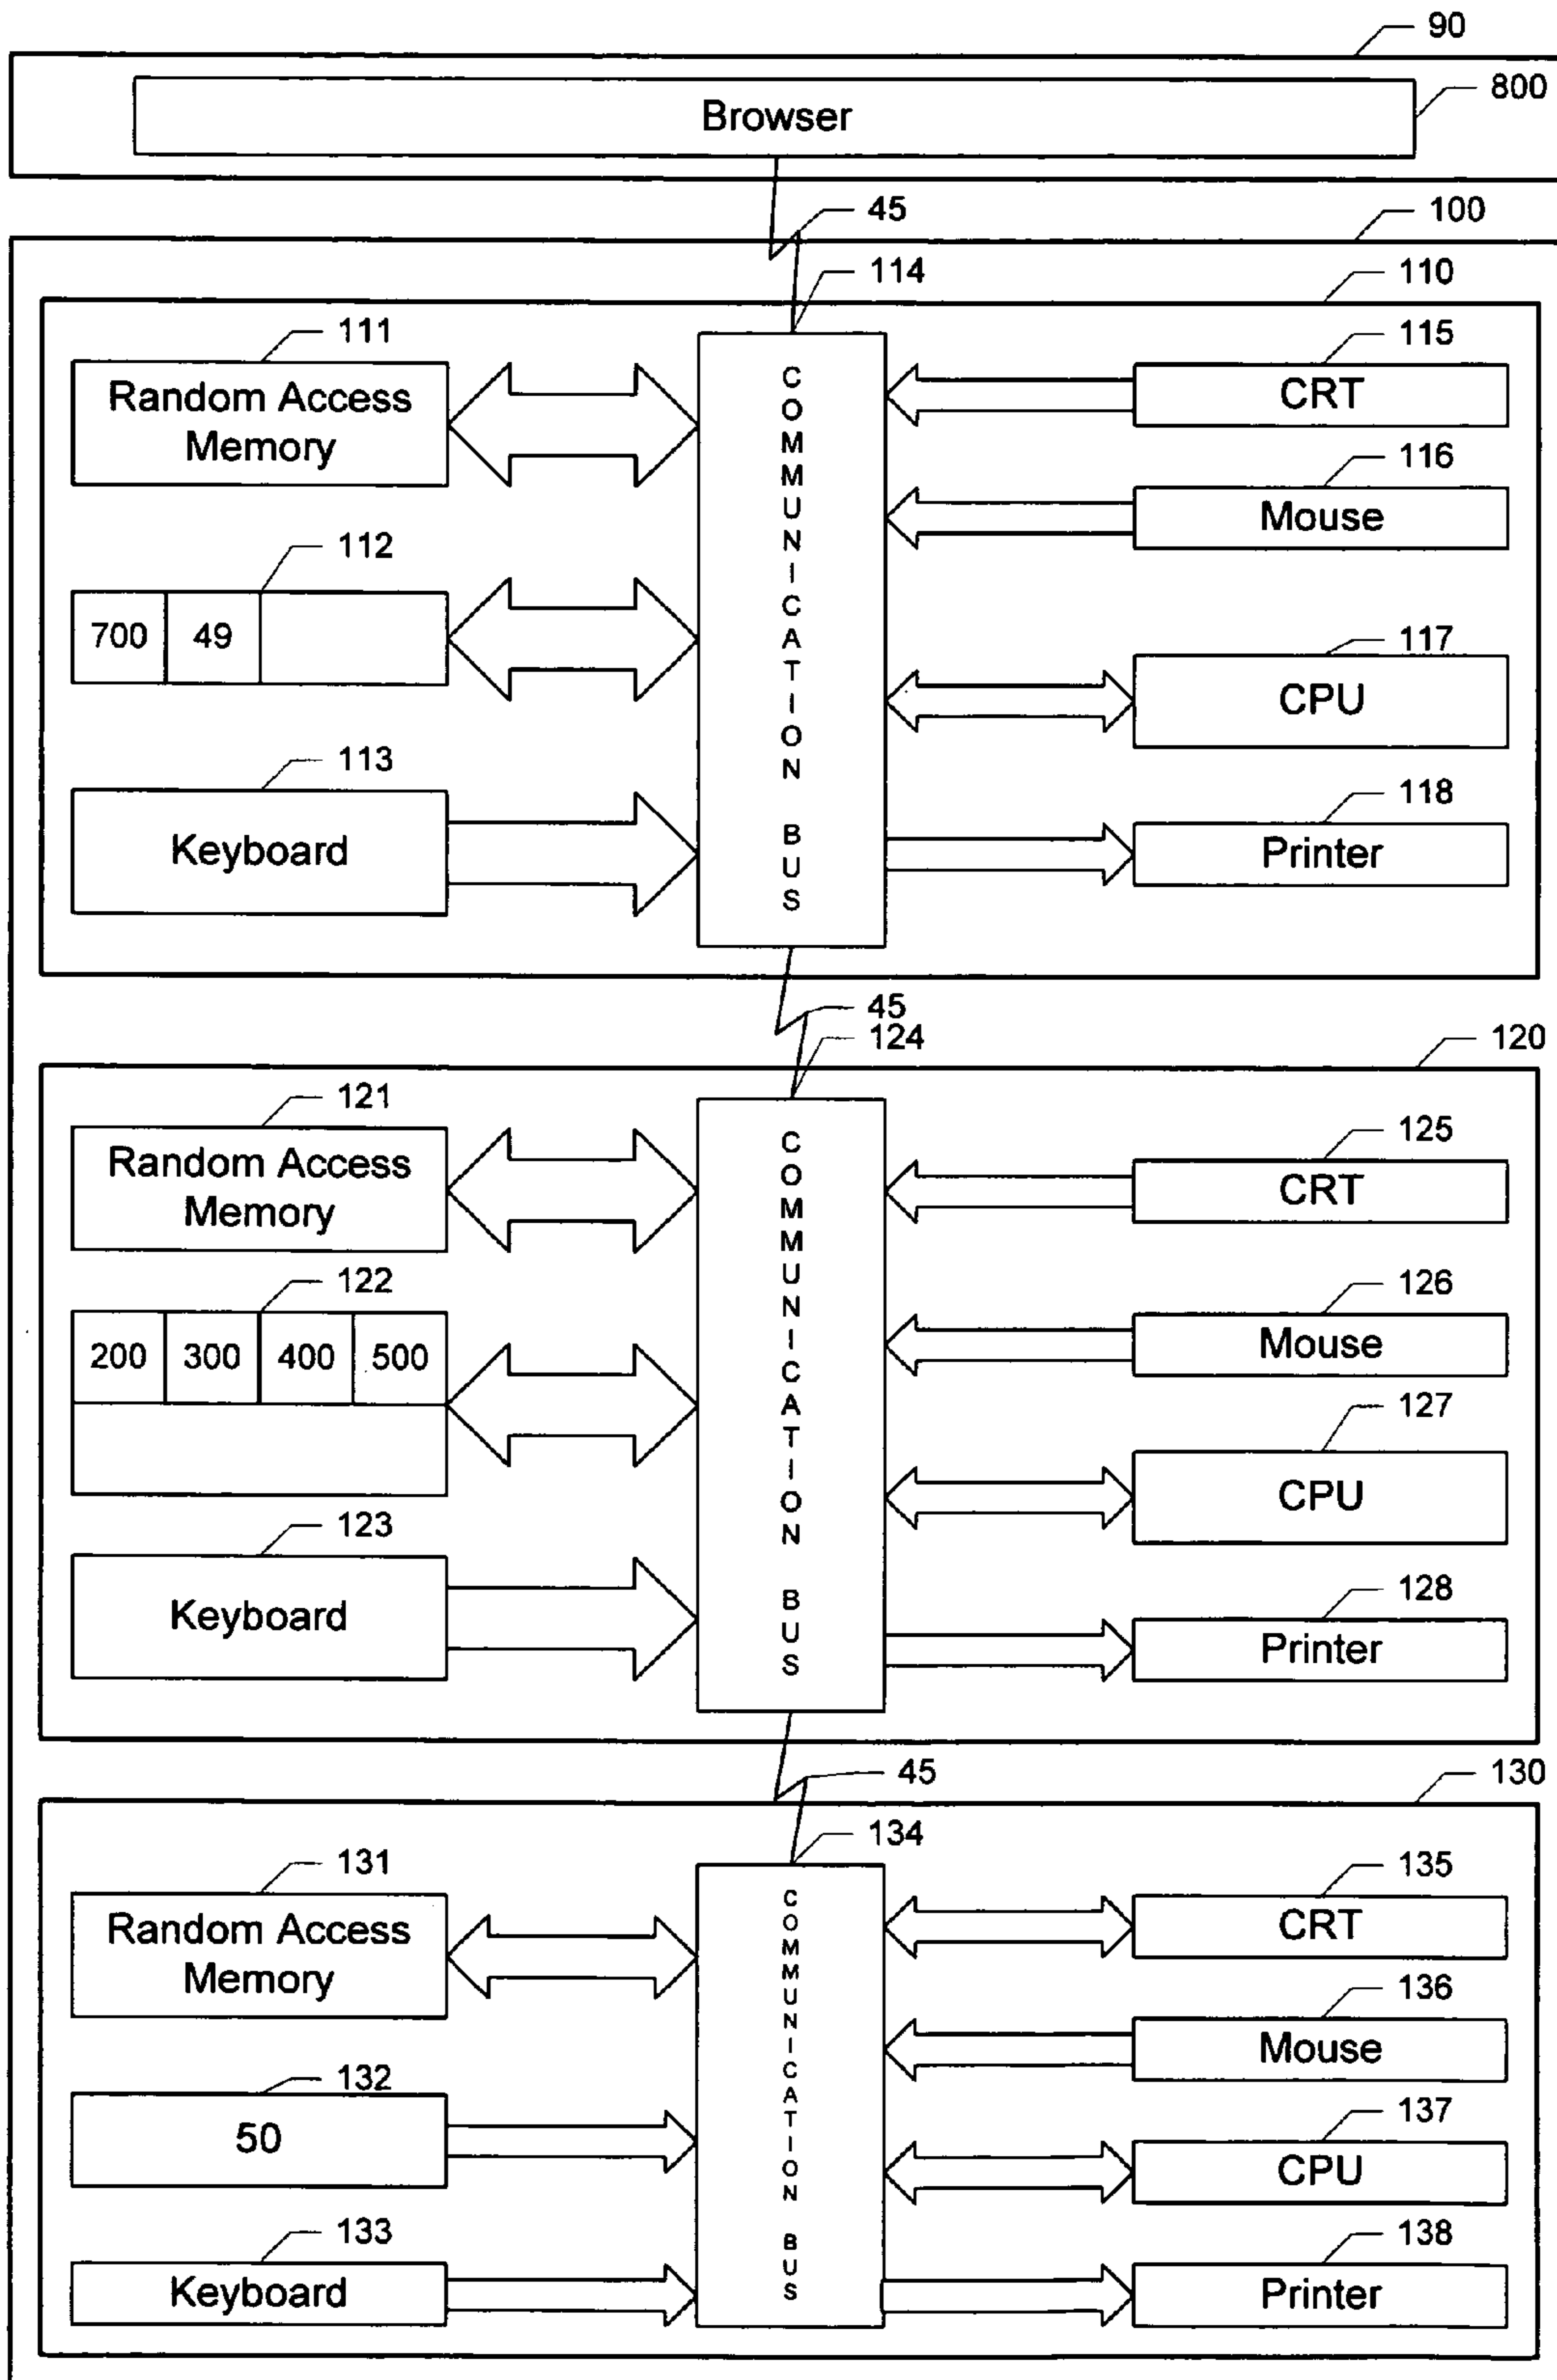 90
Browser
800
45
100
114
110
111
Random Access
Memory
115
CRT
116
Mouse
112
700 49
117
CPU
113
Keyboard
118
Printer
COMMUNICATION BUS
45
124
120
121
Random Access
Memory
125
CRT
122
200 300 400 500
126
Mouse
127
CPU
123
Keyboard
128
Printer
COMMUNICATION BUS
45
130
134
131
Random Access
Memory
135
CRT
136
Mouse
132
50
137
CPU
133
Keyboard
138
Printer
COMMUNICATION BUS